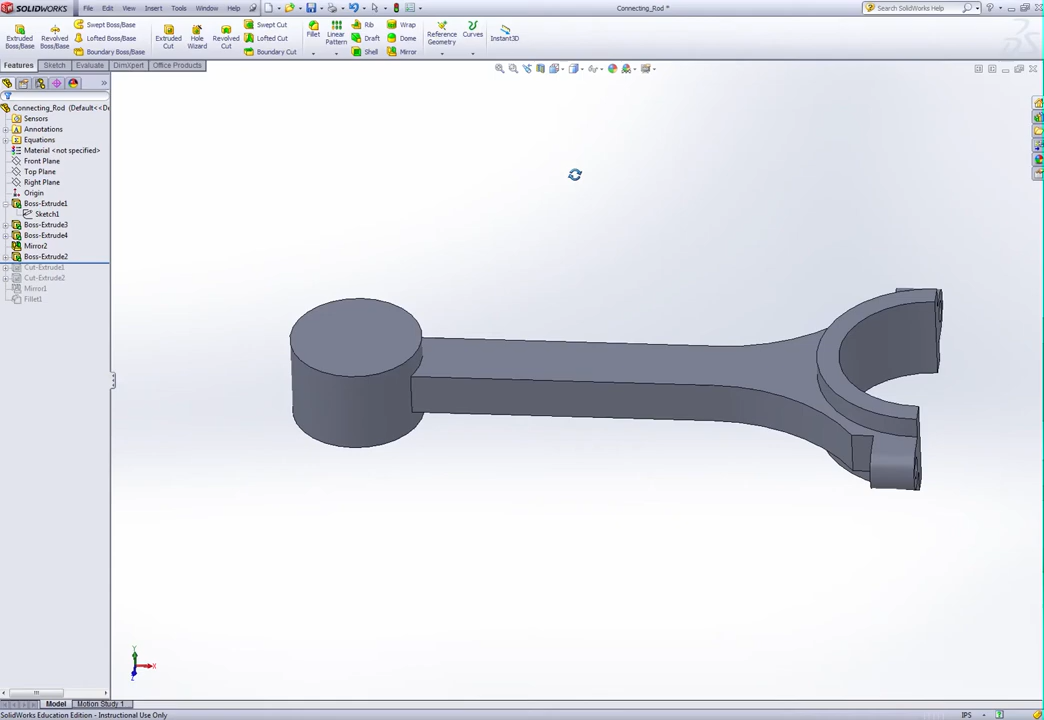 SOLIDWORKS File Edit View Insert Tools Window Help Connecting_Rod * Search SolidWorks Help
Extruded Boss/Base
Revolved Boss/Base
Swept Boss/Base
Lofted Boss/Base
Boundary Boss/Base
Extruded Cut
Hole Wizard
Revolved Cut
Swept Cut
Lofted Cut
Boundary Cut
Fillet
Linear Pattern
Rib
Draft
Shell
Wrap
Dome
Mirror
Reference Geometry
Curves
Instant3D
Features Sketch Evaluate DimXpert Office Products
Connecting_Rod (Default<<De
Sensors
Annotations
Equations
Material <not specified>
Front Plane
Top Plane
Right Plane
Origin
Boss-Extrude1
Sketch1
Boss-Extrude3
Boss-Extrude4
Mirror2
Boss-Extrude2
Cut-Extrude1
Cut-Extrude2
Mirror1
Fillet1
Y
X
Z
Model Motion Study 1
SolidWorks Education Edition - Instructional Use Only IPS